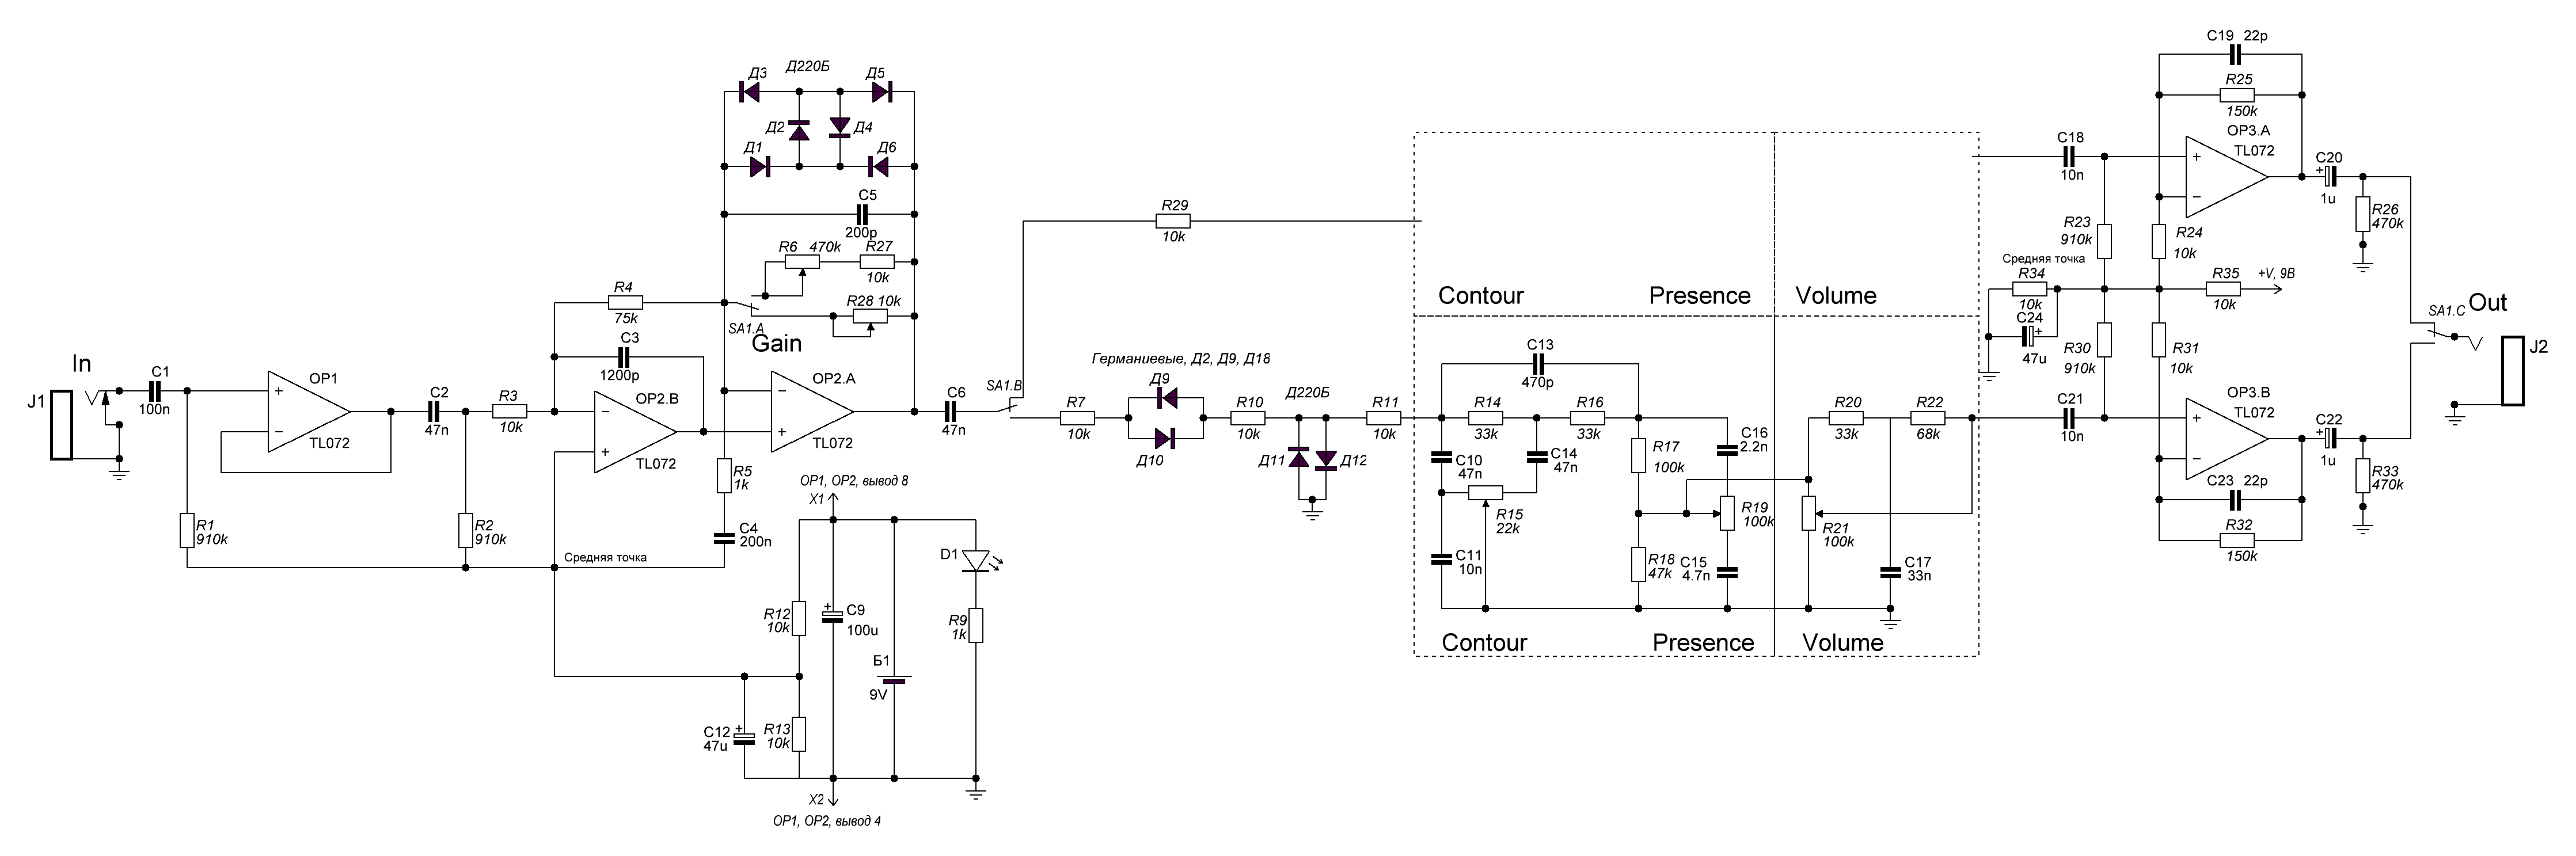 C19 22p
R25
150k
Д3 Д220Б Д5
Д2 Д4
Д1 Д6
C5
200p
R6 470k R27
10k
R28 10k
SA1.A
Gain
R4
75k
C3
1200p
In
J1
C1
100n
OP1
+
−
TL072
C2
47n
R3
10k
OP2.B
−
+
TL072
OP2.A
−
+
TL072
C6
47n
SA1.B
R1
910k
R2
910k
Средняя точка
R5
1k
C4
200n
OP1, OP2, вывод 8
X1
D1
R12
10k
+
C9
100u
R9
1k
Б1
9V
C12
47u
+
R13
10k
X2
OP1, OP2, вывод 4
R29
10k
Германиевые, Д2, Д9, Д18
Д9
R7
10k
Д10
R10
10k
Д220Б
Д11 Д12
R11
10k
Contour Presence Volume
C13
470p
R14
33k
R16
33k
C10
47n
C14
47n
R15
22k
C11
10n
R17
100k
C16
2.2n
R19
100k
R18
47k
C15
4.7n
R20
33k
R22
68k
R21
100k
C17
33n
Contour Presence Volume
C18
10n
OP3.A
+
−
TL072
C20
+
1u
R26
470k
R23
910k
R24
10k
Средняя точка
R34
10k
C24
+
47u
R35
10k
+V, 9В
R30
910k
R31
10k
C21
10n
OP3.B
+
−
TL072
C22
+
1u
R33
470k
C23 22p
R32
150k
SA1.C
Out
J2